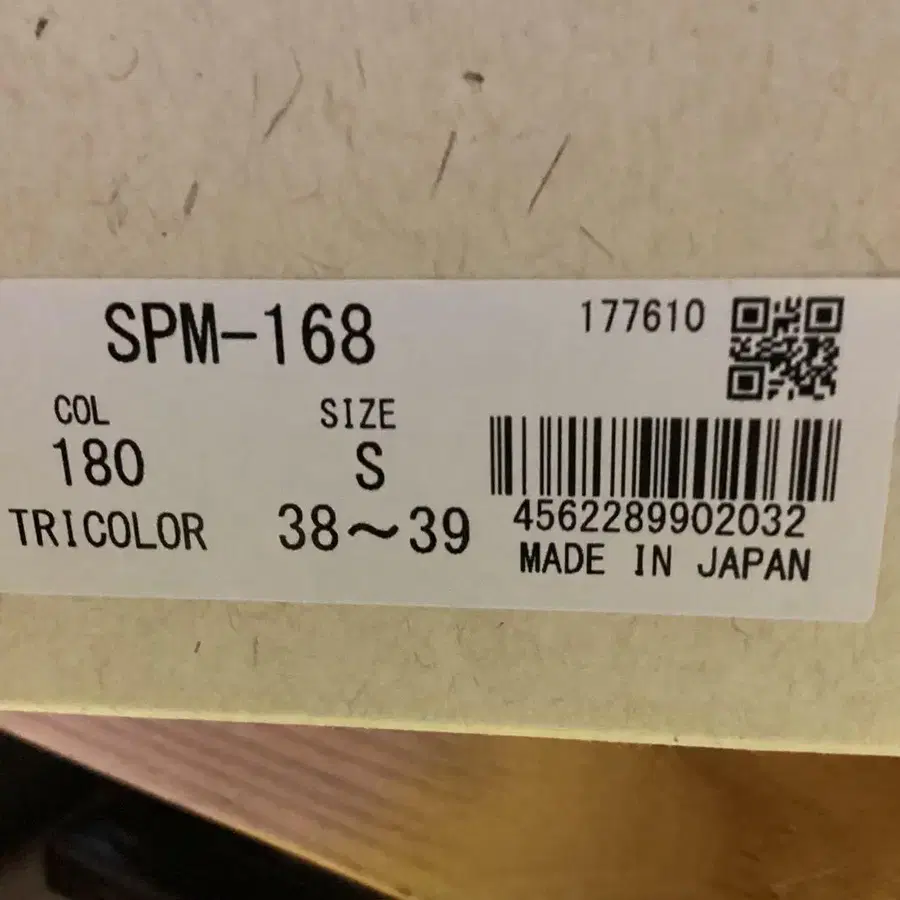 SPM-168
177610
COL
180
TRICOLOR
SIZE
S
38〜39
4562289902032
MADE IN JAPAN